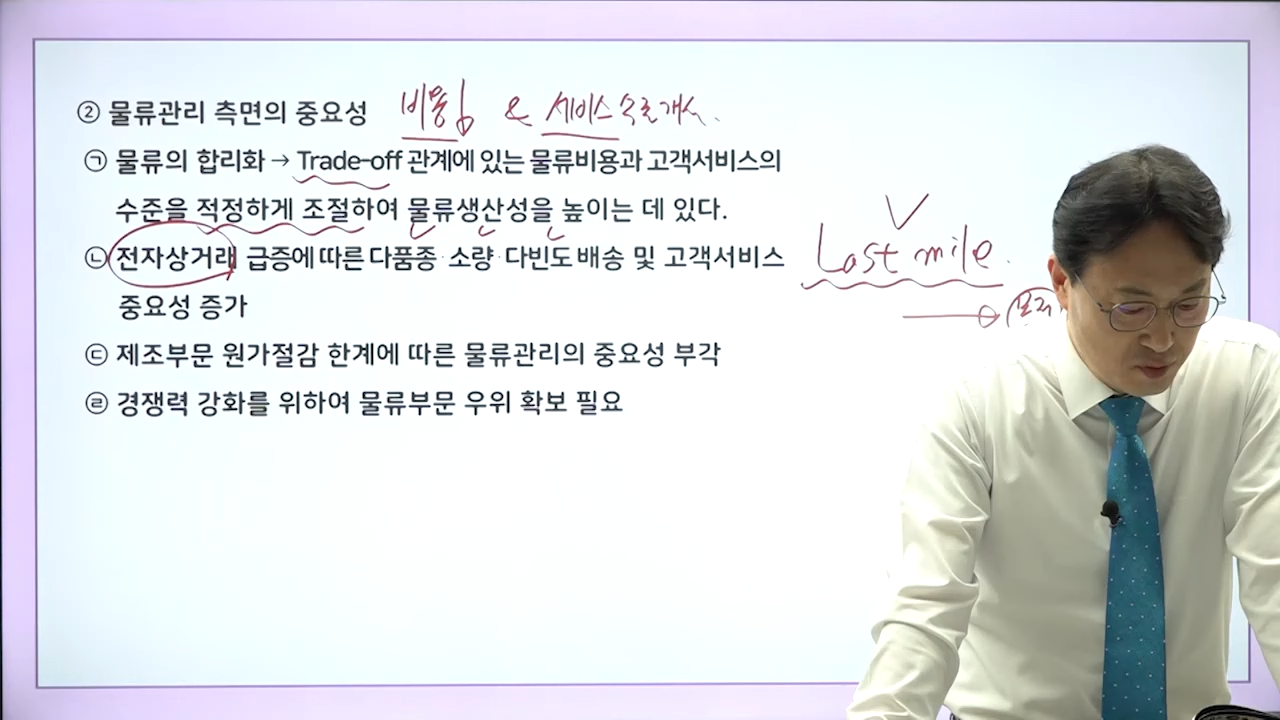 ② 물류관리 측면의 중요성 & 서비스
㉠ 물류의 합리화 → Trade-off 관계에 있는 물류비용과 고객서비스의
수준을 적정하게 조절하여 물류생산성을 높이는 데 있다.
㉡ 전자상거래 급증에 따른 다품종 소량 다빈도 배송 및 고객서비스
중요성 증가
Last mile
㉢ 제조부문 원가절감 한계에 따른 물류관리의 중요성 부각
㉣ 경쟁력 강화를 위하여 물류부문 우위 확보 필요